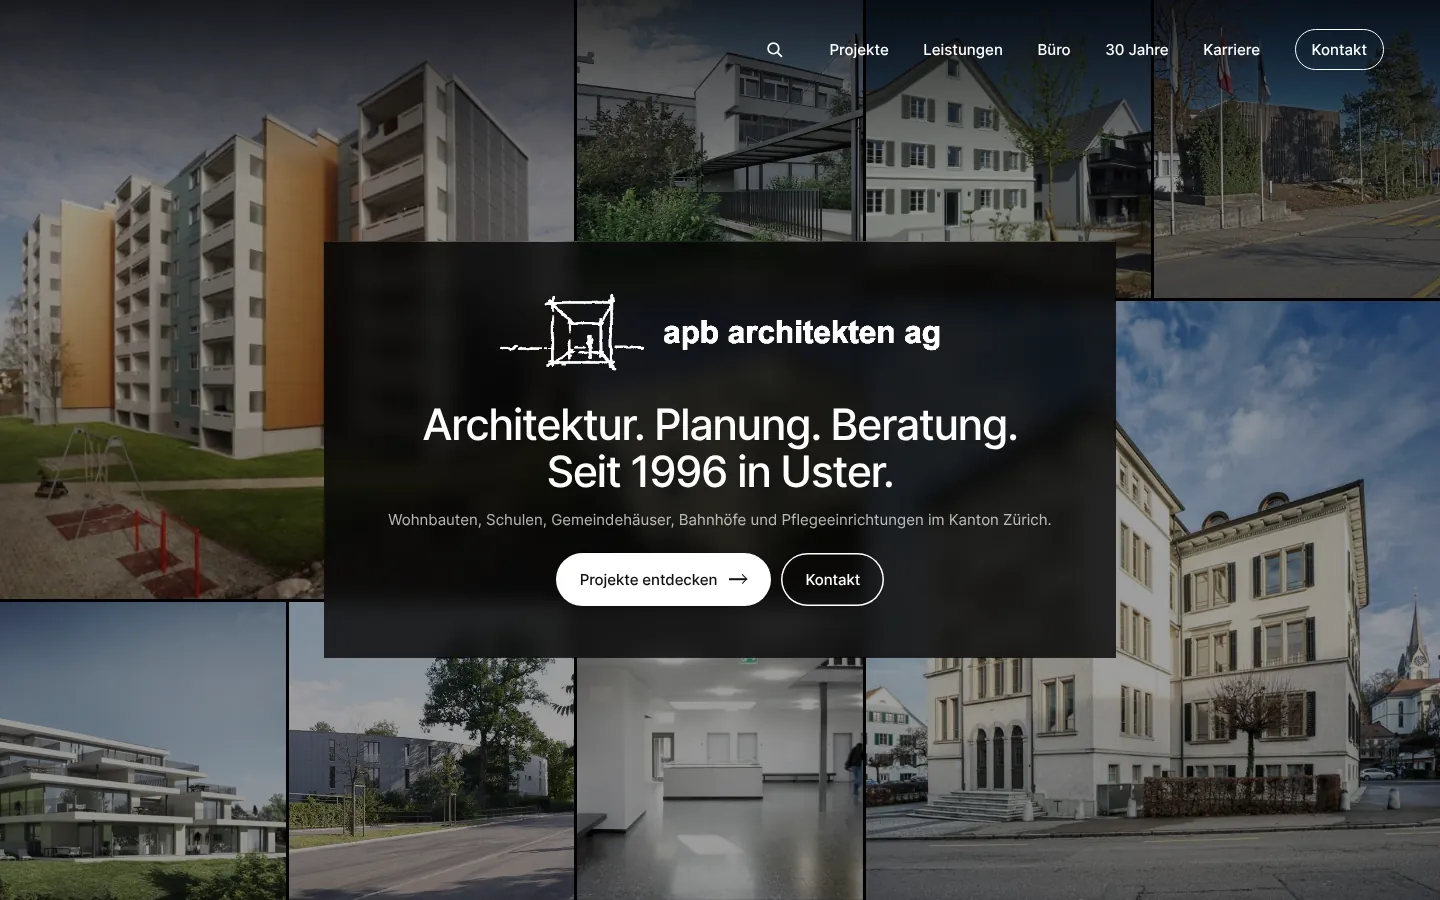 Projekte
Leistungen
Büro
30 Jahre
Karriere
Kontakt
apb architekten ag
Architektur. Planung. Beratung.
Seit 1996 in Uster.
Wohnbauten, Schulen, Gemeindehäuser, Bahnhöfe und Pflegeeinrichtungen im Kanton Zürich.
Projekte entdecken
Kontakt